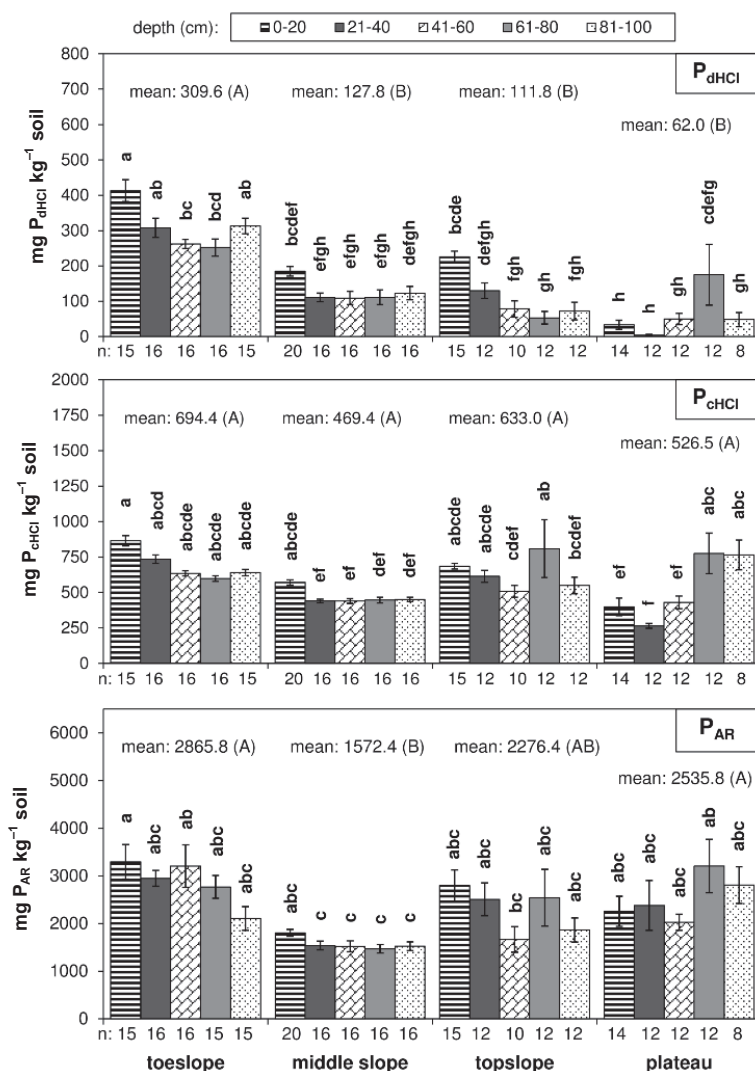 depth (cm): 0-20 21-40 41-60 61-80 81-100
800
700
600
500
400
300
200
100
0
mg PdHCl kg–1 soil
PdHCl
mean: 309.6 (A) mean: 127.8 (B) mean: 111.8 (B)
mean: 62.0 (B)
a ab bc bcd ab bcdef efgh efgh efgh defgh bcde defgh fgh gh fgh h h gh cdefg gh
n: 15 16 16 16 15 20 16 16 16 16 15 12 10 12 12 14 12 12 12 8
2000
1750
1500
1250
1000
750
500
250
0
mg PcHCl kg–1 soil
PcHCl
mean: 694.4 (A) mean: 469.4 (A) mean: 633.0 (A)
mean: 526.5 (A)
a abcd abcde abcde abcde abcde ef ef def def abcde abcde cdef ab bcdef ef f ef abc abc
n: 15 16 16 16 15 20 16 16 16 16 15 12 10 12 12 14 12 12 12 8
6000
5000
4000
3000
2000
1000
0
mg PAR kg–1 soil
PAR
mean: 2865.8 (A) mean: 1572.4 (B) mean: 2276.4 (AB)
mean: 2535.8 (A)
a abc ab abc abc abc c c c c abc abc bc abc abc abc abc abc ab abc
n: 15 16 16 15 15 20 16 16 16 16 15 12 10 12 12 14 12 12 12 8
toeslope middle slope topslope plateau